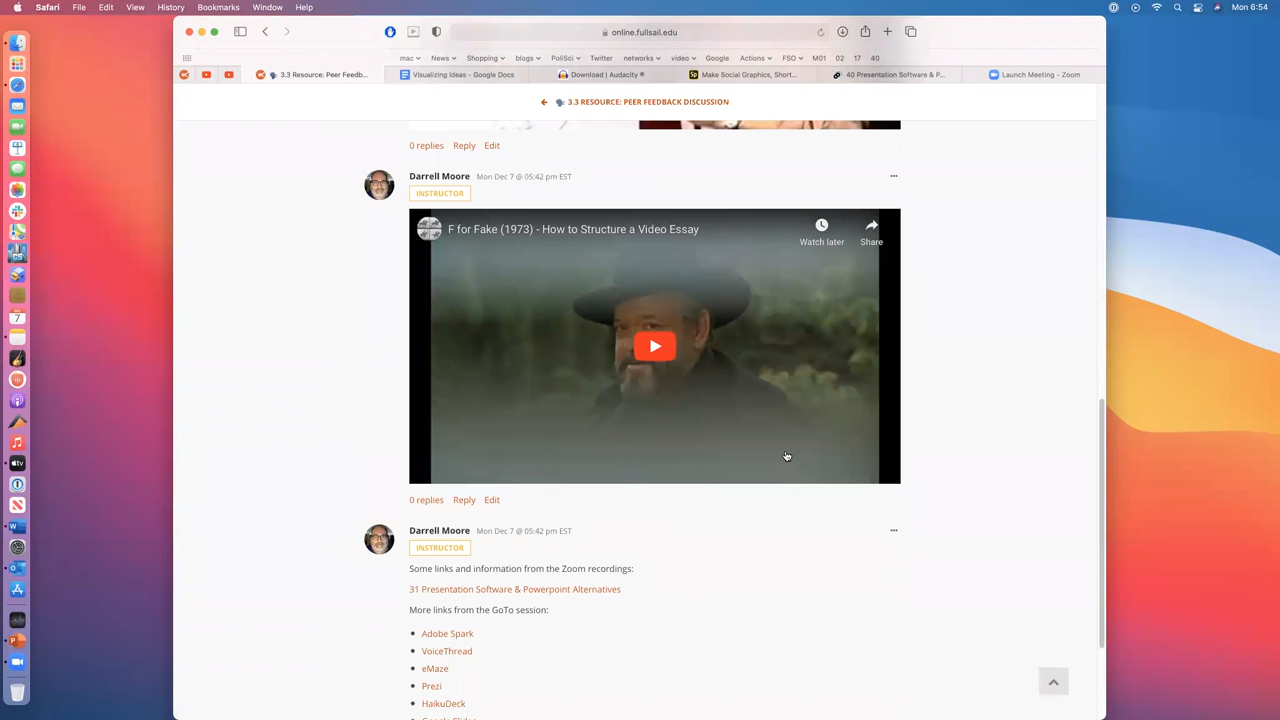 Safari File Edit View History Bookmarks Window Help
Mon 6:54
online.fullsail.edu
mac News Shopping blogs PoliSci Twitter networks video Google Actions FSO M01 02 17 40
3.3 Resource: Peer Feedb...
Visualizing Ideas - Google Docs
Download | Audacity ®
Make Social Graphics, Short...
40 Presentation Software & P...
Launch Meeting - Zoom
3.3 RESOURCE: PEER FEEDBACK DISCUSSION
0 replies Reply Edit
Darrell Moore Mon Dec 7 @ 05:42 pm EST
INSTRUCTOR
F for Fake (1973) - How to Structure a Video Essay
Watch later Share
0 replies Reply Edit
Darrell Moore Mon Dec 7 @ 05:42 pm EST
INSTRUCTOR
Some links and information from the Zoom recordings:
31 Presentation Software & Powerpoint Alternatives
More links from the GoTo session:
Adobe Spark
VoiceThread
eMaze
Prezi
HaikuDeck